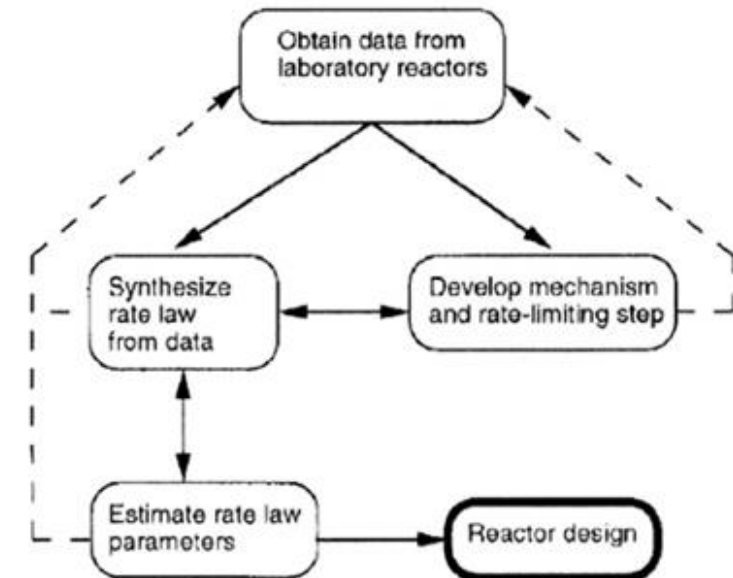 Obtain data from
laboratory reactors
Synthesize
rate law
from data
Develop mechanism
and rate-limiting step
Estimate rate law
parameters
Reactor design